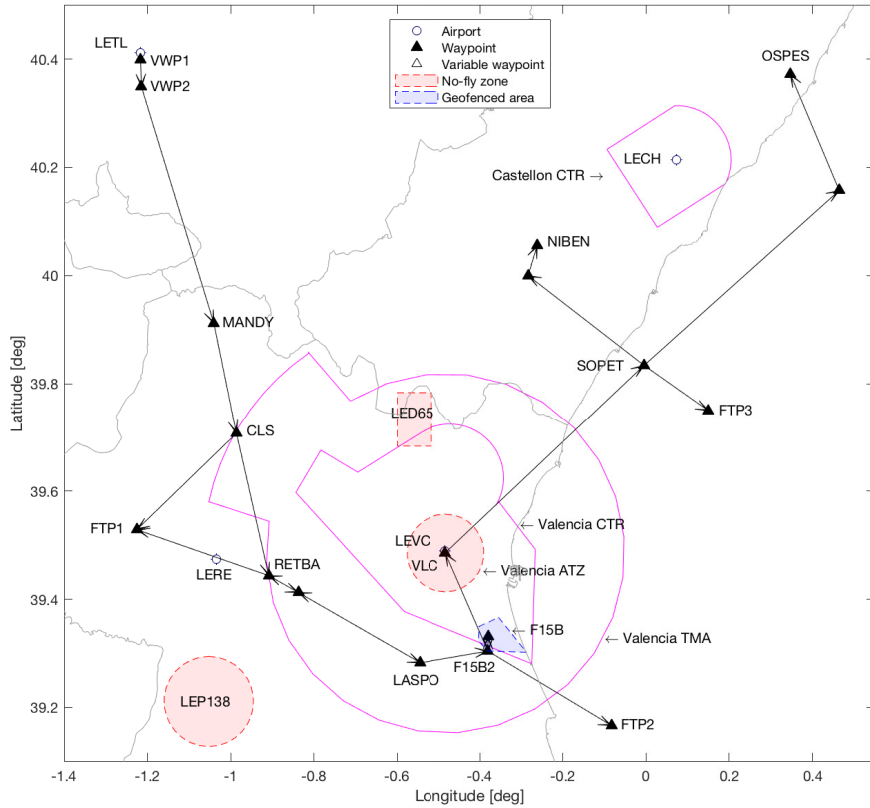 40.4
40.2
40
39.8
39.6
39.4
39.2
Latitude [deg]
-1.4
-1.2
-1
-0.8
-0.6
-0.4
-0.2
0
0.2
0.4
Longitude [deg]
Airport
Waypoint
Variable waypoint
No-fly zone
Geofenced area
LETL
VWP1
VWP2
OSPES
LECH
Castellon CTR →
NIBEN
MANDY
SOPET
FTP3
LED65
CLS
FTP1
LERE
RETBA
LEVC
VLC
← Valencia CTR
← Valencia ATZ
← F15B
← Valencia TMA
F15B2
LASPO
LEP138
FTP2